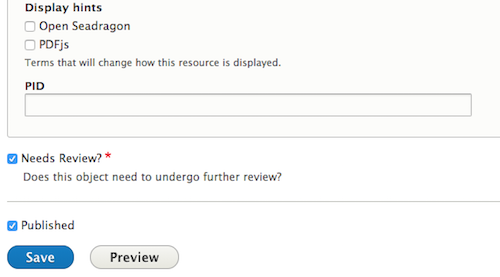 Display hints
Open Seadragon
PDFjs
Terms that will change how this resource is displayed.
PID
Needs Review? *
Does this object need to undergo further review?
Published
Save Preview